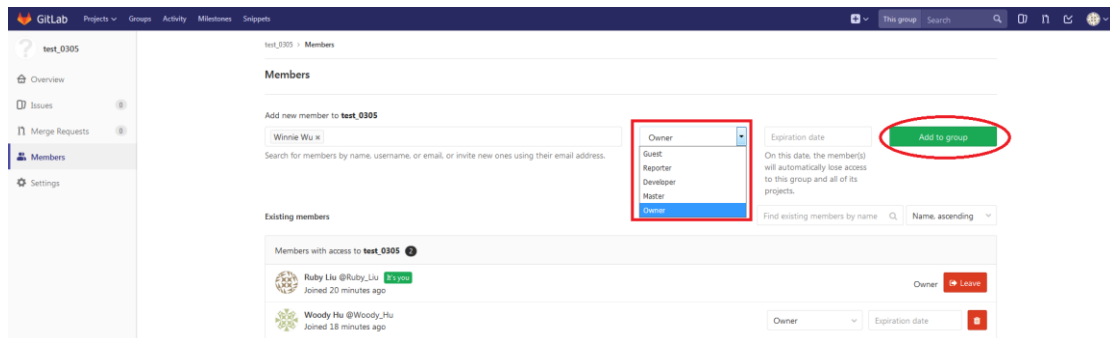 GitLab Projects Groups Activity Milestones Snippets This group Search
test_0305
Overview
Issues 0
Merge Requests 0
Members
Settings
test_0305 › Members
Members
Add new member to test_0305
Winnie Wu ×
Search for members by name, username, or email, or invite new ones using their email address.
Owner
Guest
Reporter
Developer
Master
Owner
Expiration date
On this date, the member(s)
will automatically lose access
to this group and all of its
projects.
Add to group
Existing members
Find existing members by name
Name, ascending
Members with access to test_0305 2
Ruby Liu @Ruby_Liu It's you
Joined 20 minutes ago
Owner Leave
Woody Hu @Woody_Hu
Joined 18 minutes ago
Owner Expiration date